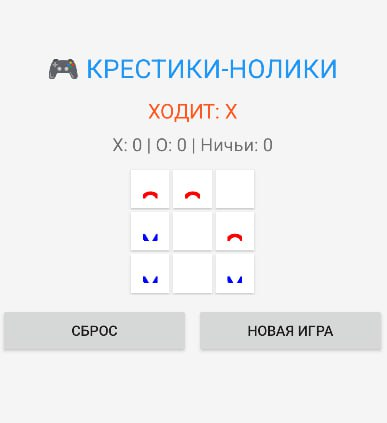 🎮 КРЕСТИКИ-НОЛИКИ
ХОДИТ: X
X: 0 | O: 0 | Ничьи: 0
СБРОС
НОВАЯ ИГРА